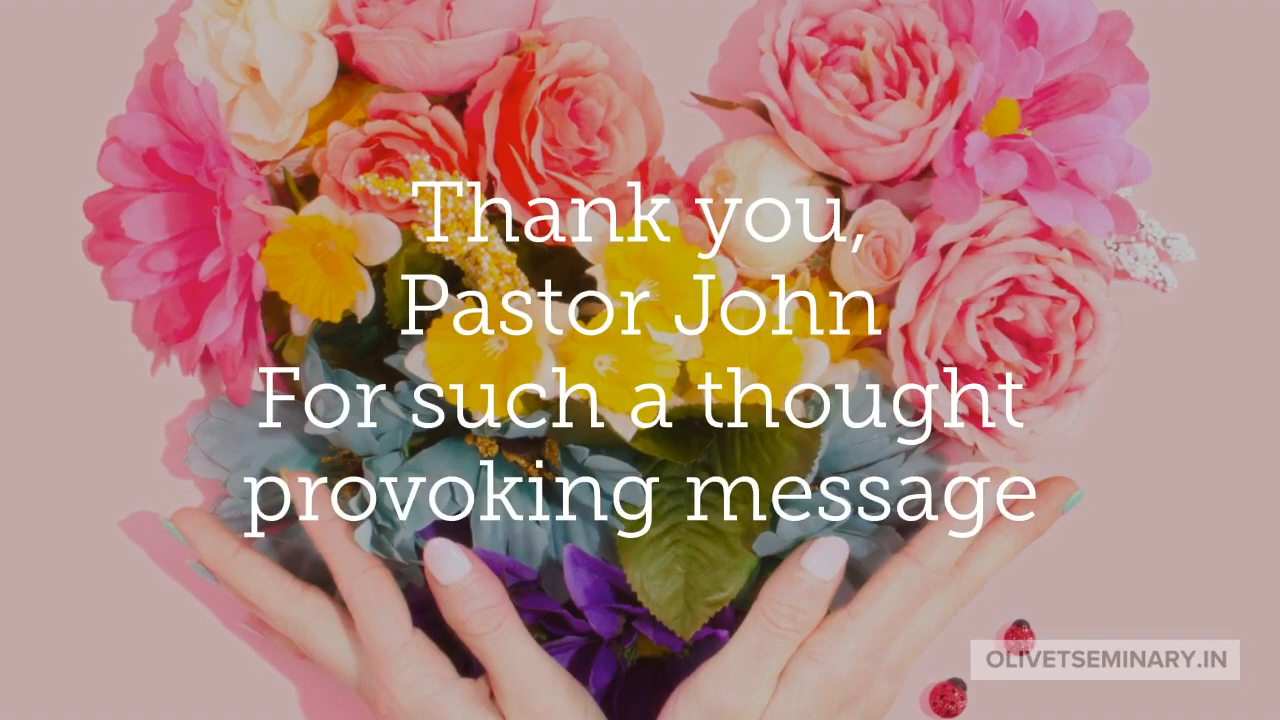 Thank you,
Pastor John
For such a thought
provoking message
OLIVETSEMINARY.IN